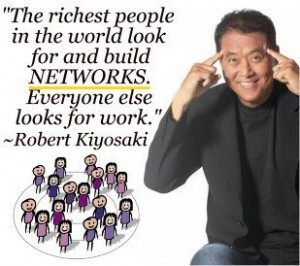 "The richest people
in the world look
for and build
NETWORKS.
Everyone else
looks for work."
~Robert Kiyosaki